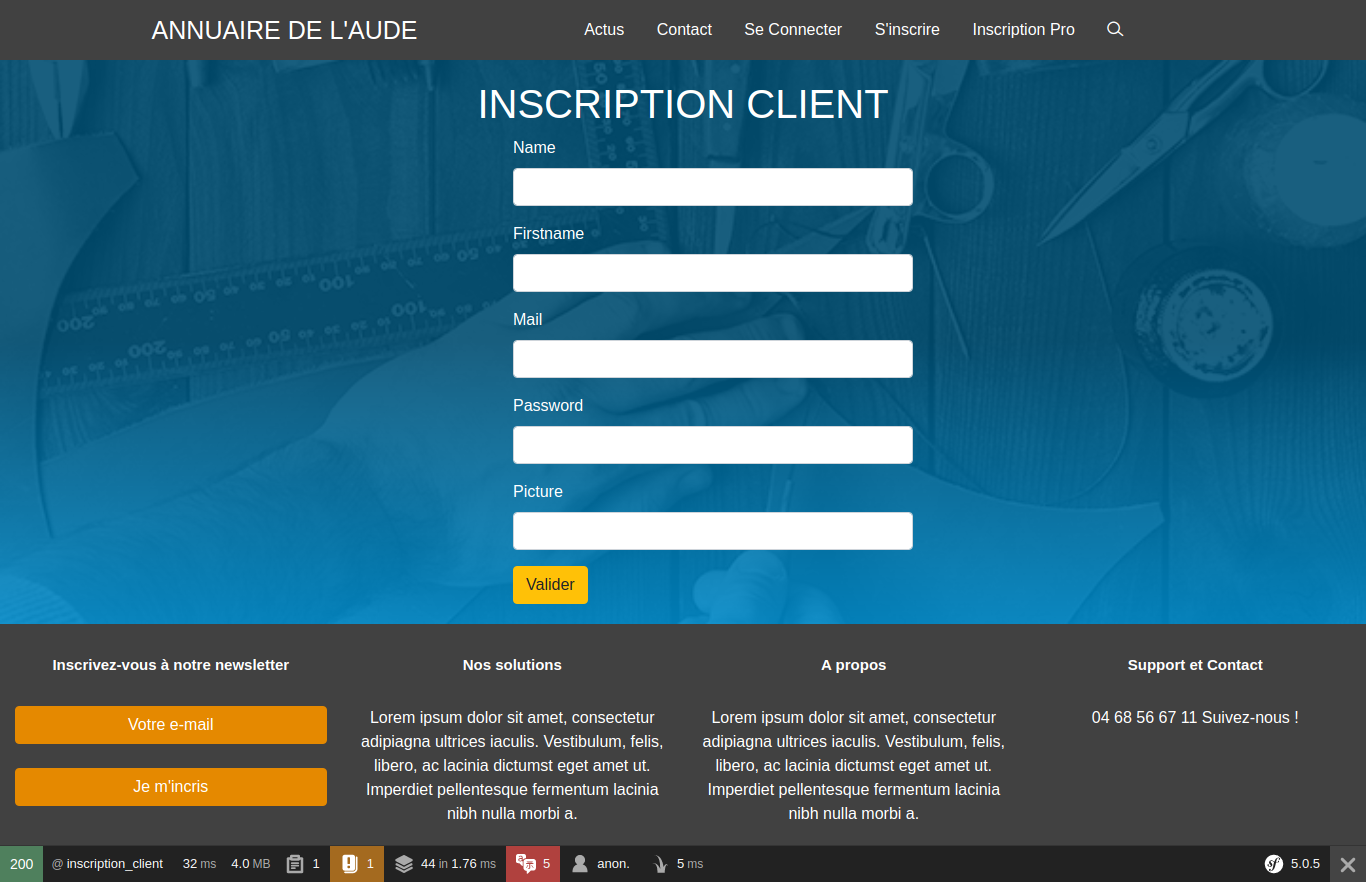 ANNUAIRE DE L'AUDE
Actus Contact Se Connecter S'inscrire Inscription Pro
INSCRIPTION CLIENT
Name
Firstname
Mail
Password
Picture
Valider
Inscrivez-vous à notre newsletter
Votre e-mail
Je m'incris
Nos solutions
Lorem ipsum dolor sit amet, consectetur
adipiagna ultrices iaculis. Vestibulum, felis,
libero, ac lacinia dictumst eget amet ut.
Imperdiet pellentesque fermentum lacinia
nibh nulla morbi a.
A propos
Lorem ipsum dolor sit amet, consectetur
adipiagna ultrices iaculis. Vestibulum, felis,
libero, ac lacinia dictumst eget amet ut.
Imperdiet pellentesque fermentum lacinia
nibh nulla morbi a.
Support et Contact
04 68 56 67 11 Suivez-nous !
200 @ inscription_client 32 ms 4.0 MB 1 1 44 in 1.76 ms 5 anon. 5 ms sf 5.0.5